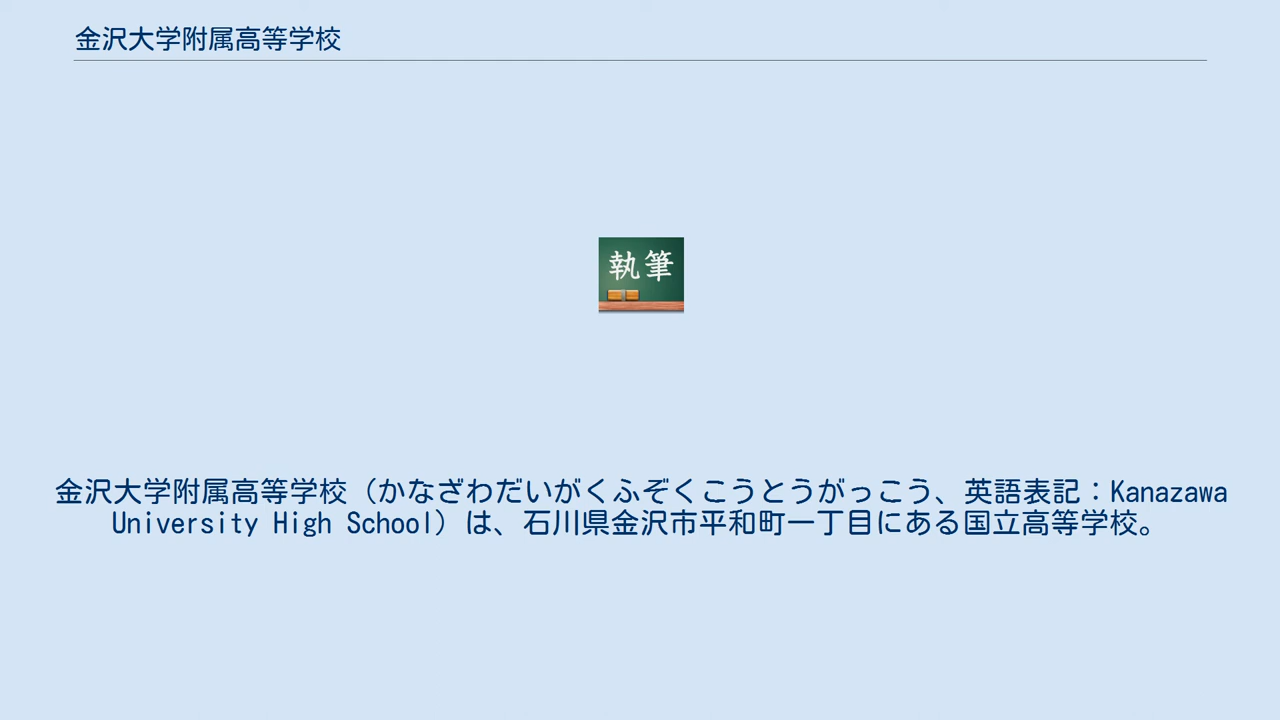 金沢大学附属高等学校
執筆
金沢大学附属高等学校（かなざわだいがくふぞくこうとうがっこう、英語表記：Kanazawa
University High School）は、石川県金沢市平和町一丁目にある国立高等学校。